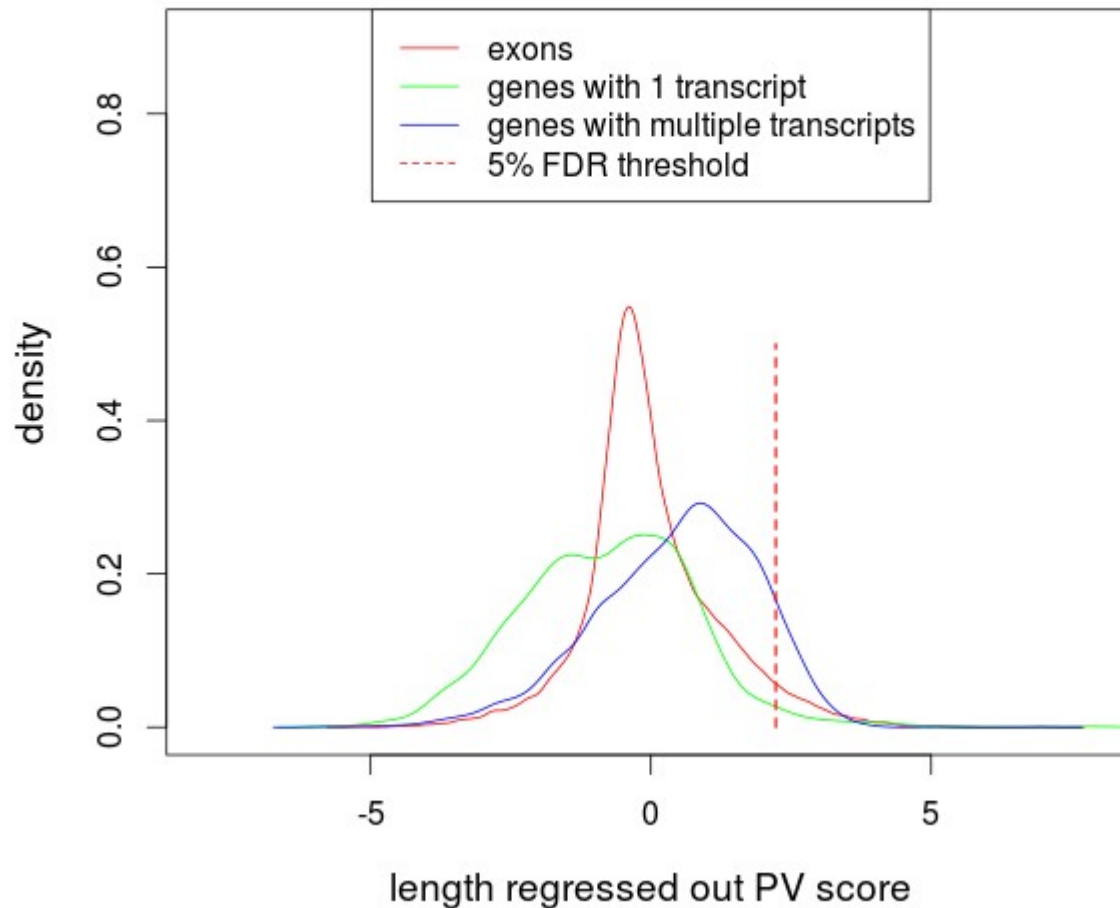 exons
genes with 1 transcript
genes with multiple transcripts
5% FDR threshold
density
0.8
0.6
0.4
0.2
0.0
-5 0 5
length regressed out PV score